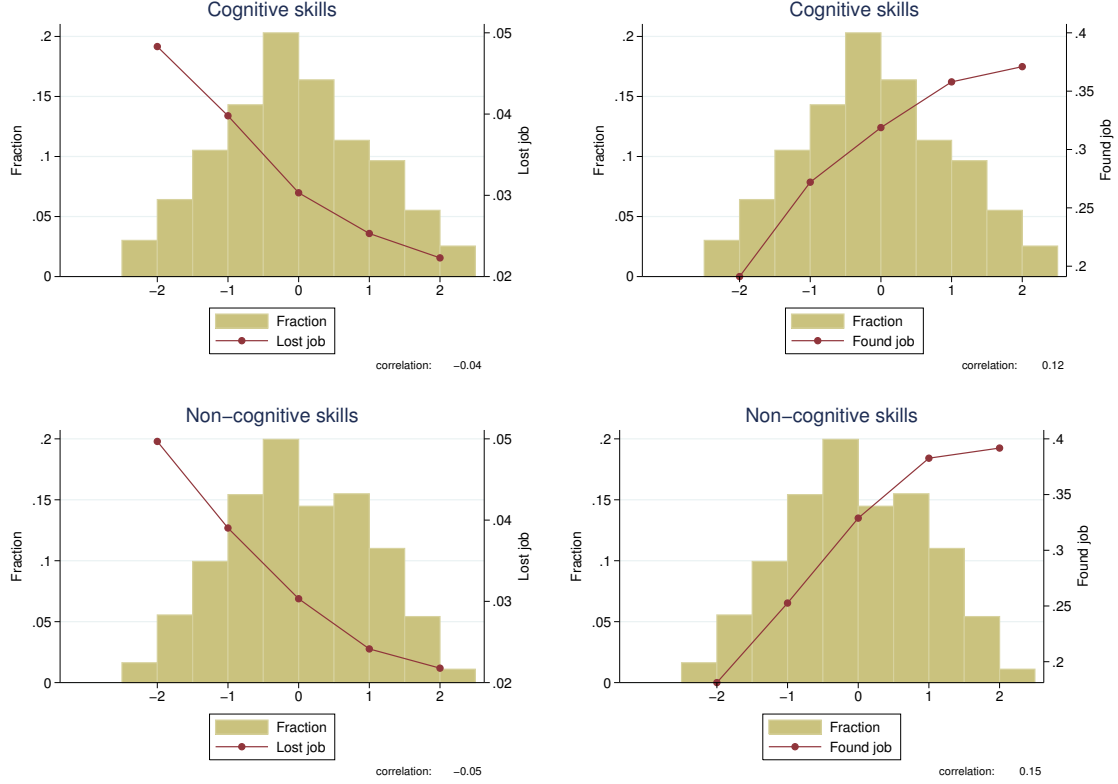 Cognitive skills
.2
.15
.1
.05
0
Fraction
.05
.04
.03
.02
Lost job
−2 −1 0 1 2
Fraction
Lost job
correlation: −0.04
Cognitive skills
.2
.15
.1
.05
0
Fraction
.4
.35
.3
.25
.2
Found job
−2 −1 0 1 2
Fraction
Found job
correlation: 0.12
Non−cognitive skills
.2
.15
.1
.05
0
Fraction
.05
.04
.03
.02
Lost job
−2 −1 0 1 2
Fraction
Lost job
correlation: −0.05
Non−cognitive skills
.2
.15
.1
.05
0
Fraction
.4
.35
.3
.25
.2
Found job
−2 −1 0 1 2
Fraction
Found job
correlation: 0.15